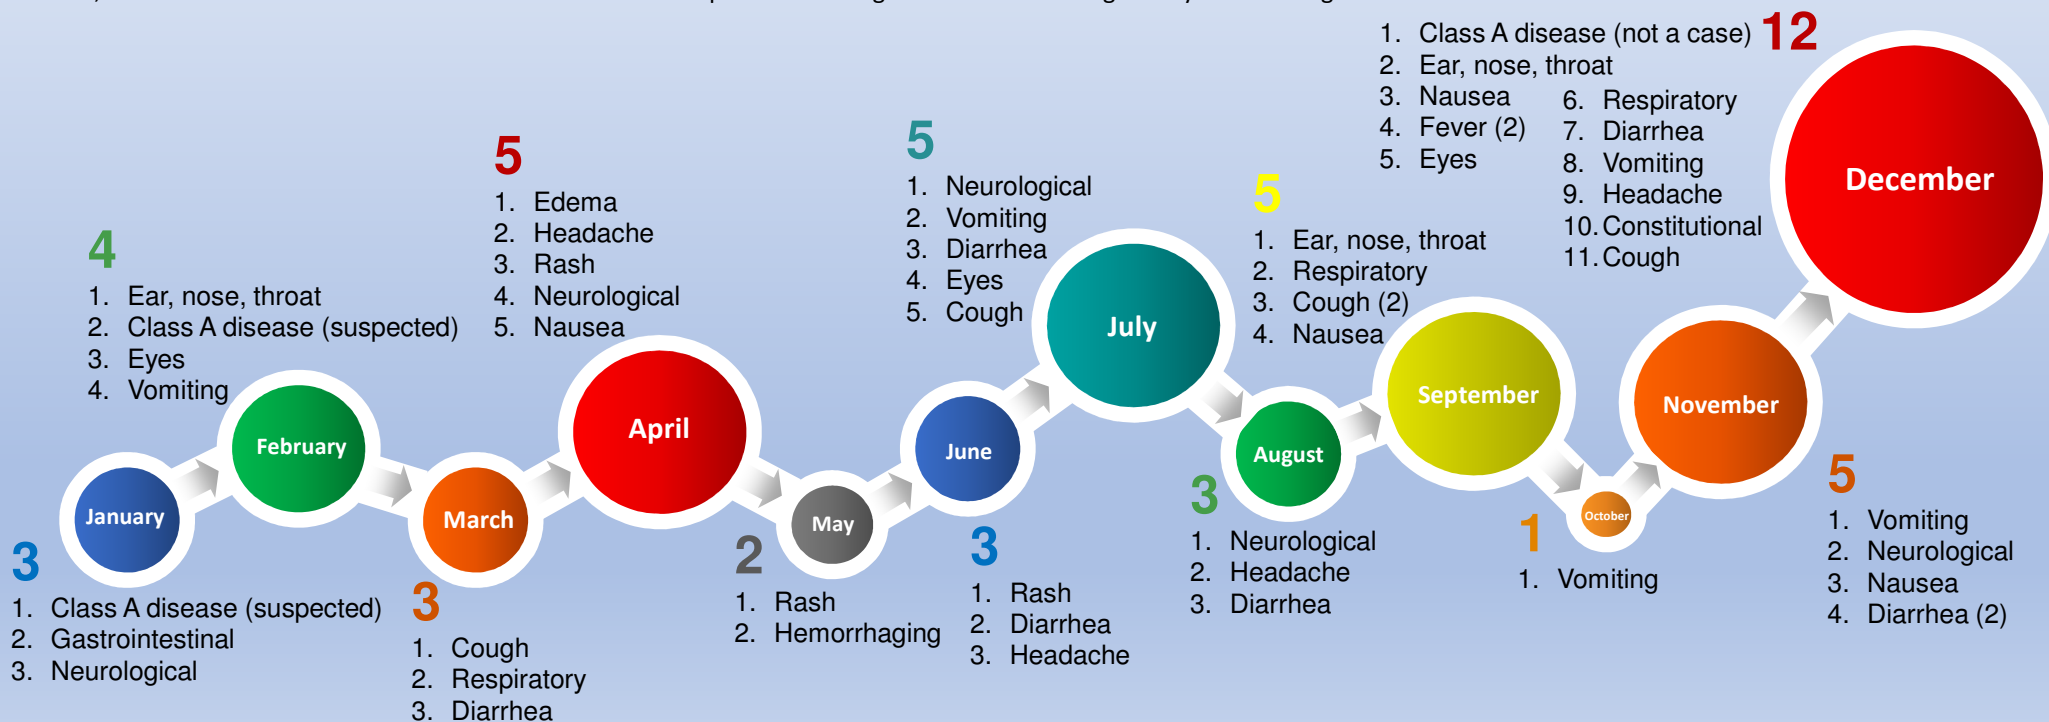 3
January
1. Class A disease (suspected)
2. Gastrointestinal
3. Neurological
4
1. Ear, nose, throat
2. Class A disease (suspected)
3. Eyes
4. Vomiting
February
March
3
1. Cough
2. Respiratory
3. Diarrhea
5
1. Edema
2. Headache
3. Rash
4. Neurological
5. Nausea
April
May
2
1. Rash
2. Hemorrhaging
June
3
1. Rash
2. Diarrhea
3. Headache
5
1. Neurological
2. Vomiting
3. Diarrhea
4. Eyes
5. Cough
July
August
3
1. Neurological
2. Headache
3. Diarrhea
5
1. Ear, nose, throat
2. Respiratory
3. Cough (2)
4. Nausea
September
October
1
1. Vomiting
November
5
1. Vomiting
2. Neurological
3. Nausea
4. Diarrhea (2)
12
1. Class A disease (not a case)
2. Ear, nose, throat
3. Nausea
4. Fever (2)
5. Eyes
6. Respiratory
7. Diarrhea
8. Vomiting
9. Headache
10. Constitutional
11. Cough
December